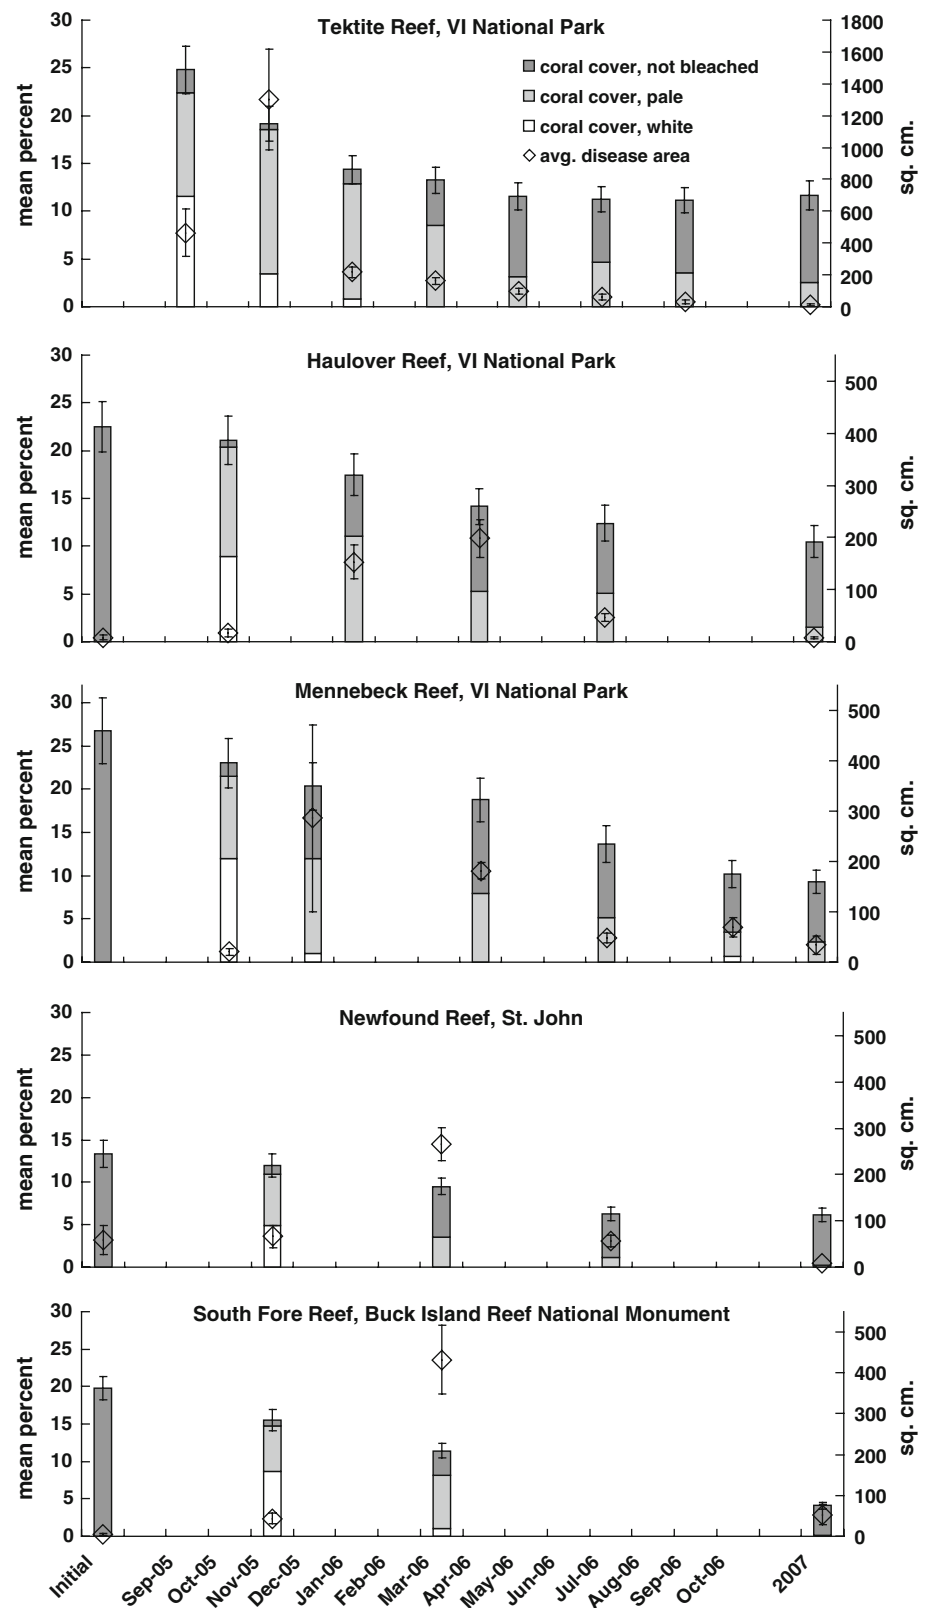 Tektite Reef, VI National Park
30
25
20
15
10
5
0
mean percent
1800
1600
1400
1200
1000
800
600
400
200
0
sq. cm.
coral cover, not bleached
coral cover, pale
coral cover, white
avg. disease area
Haulover Reef, VI National Park
30
25
20
15
10
5
0
mean percent
500
400
300
200
100
0
sq. cm.
Mennebeck Reef, VI National Park
30
25
20
15
10
5
0
mean percent
500
400
300
200
100
0
sq. cm.
Newfound Reef, St. John
30
25
20
15
10
5
0
mean percent
500
400
300
200
100
0
sq. cm.
South Fore Reef, Buck Island Reef National Monument
30
25
20
15
10
5
0
mean percent
500
400
300
200
100
0
sq. cm.
Initial
Sep-05
Oct-05
Nov-05
Dec-05
Jan-06
Feb-06
Mar-06
Apr-06
May-06
Jun-06
Jul-06
Aug-06
Sep-06
Oct-06
2007